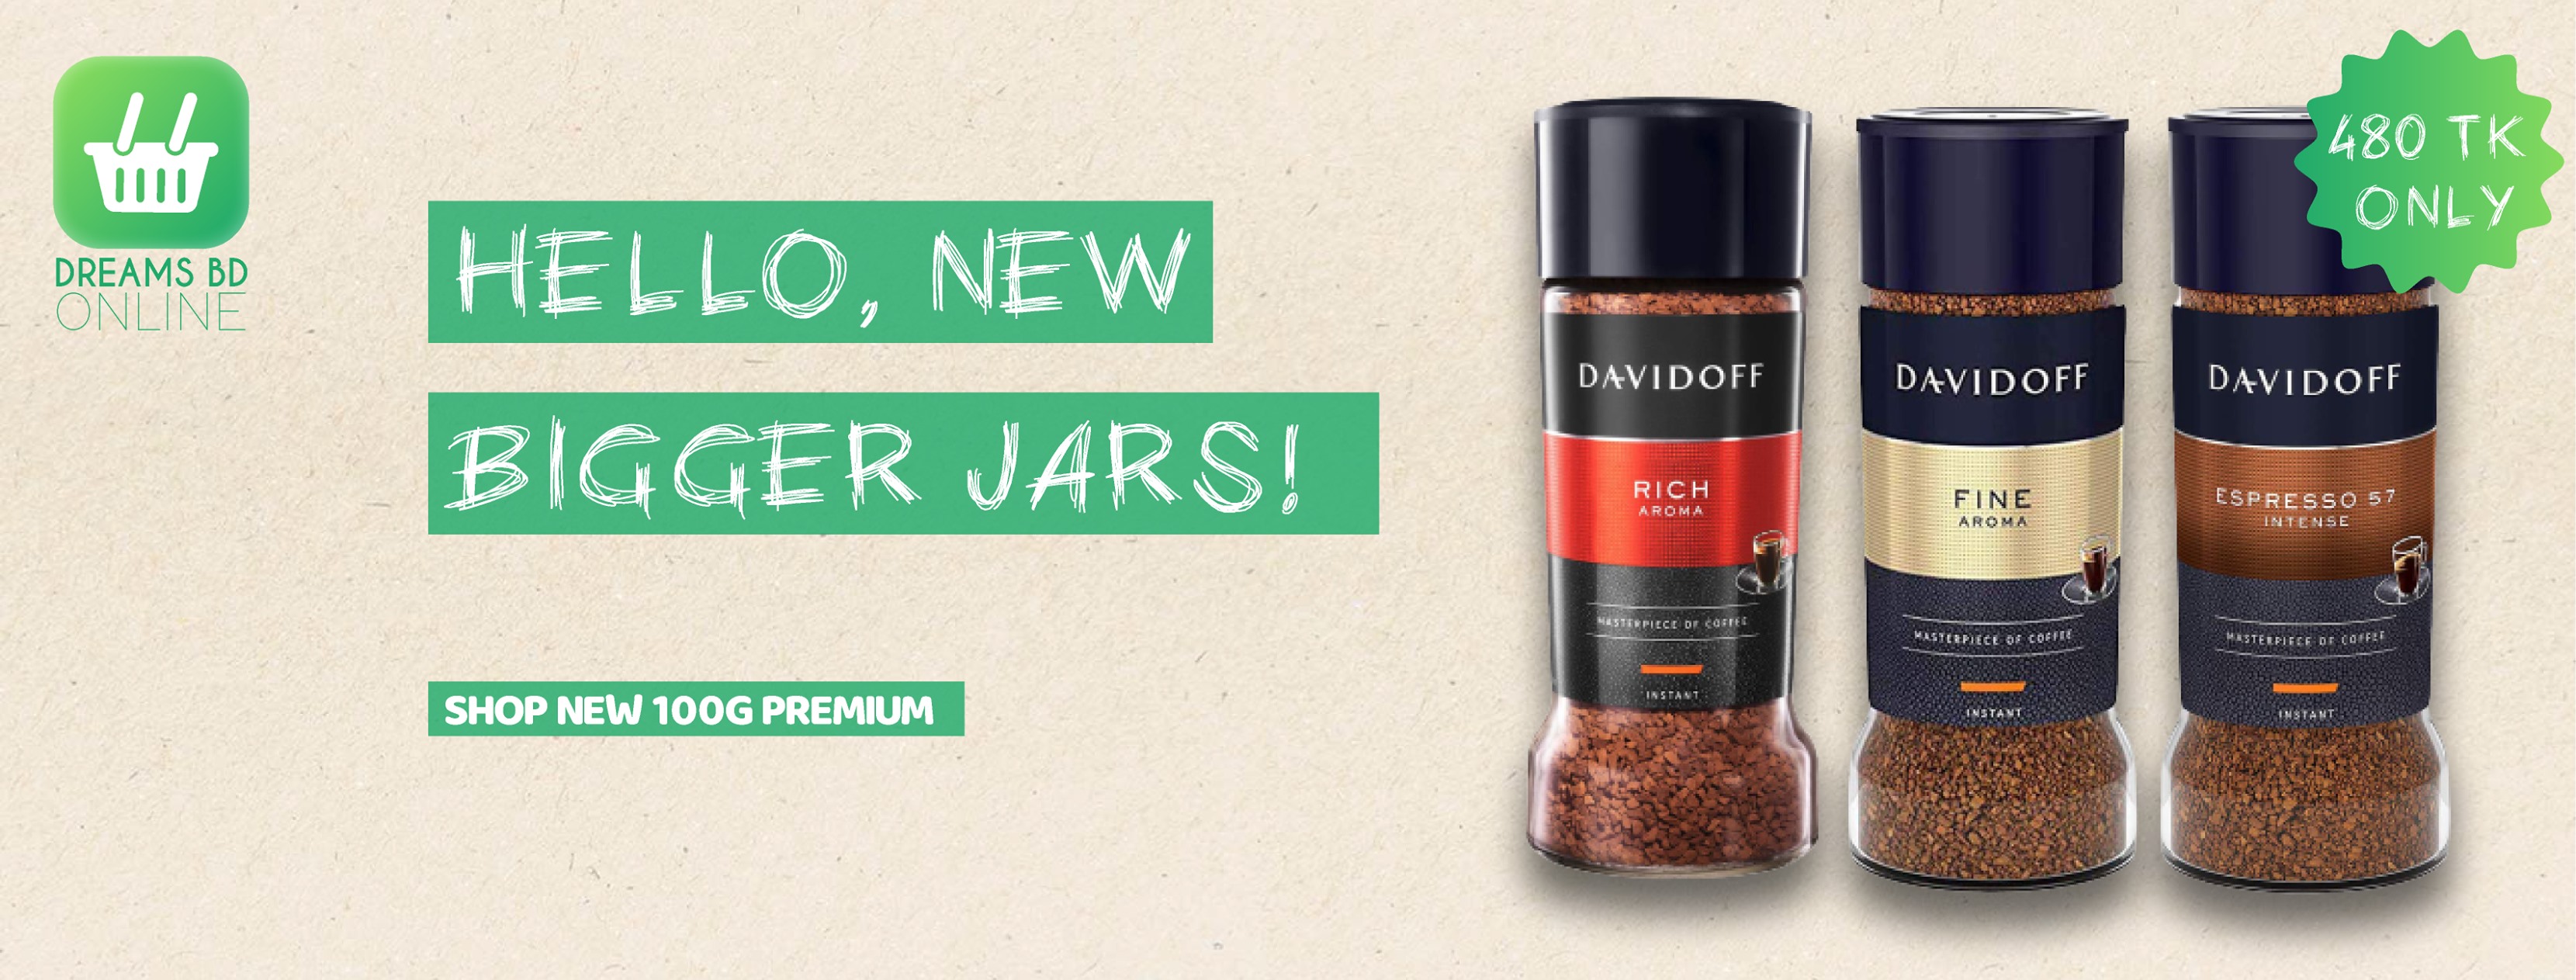 DREAMS BD
ONLINE
HELLO, NEW
BIGGER JARS!
SHOP NEW 100G PREMIUM
DAVIDOFF
RICH
AROMA
MASTERPIECE OF COFFEE
INSTANT
DAVIDOFF
FINE
AROMA
MASTERPIECE OF COFFEE
INSTANT
DAVIDOFF
ESPRESSO 57
INTENSE
MASTERPIECE OF COFFEE
INSTANT
480 TK
ONLY